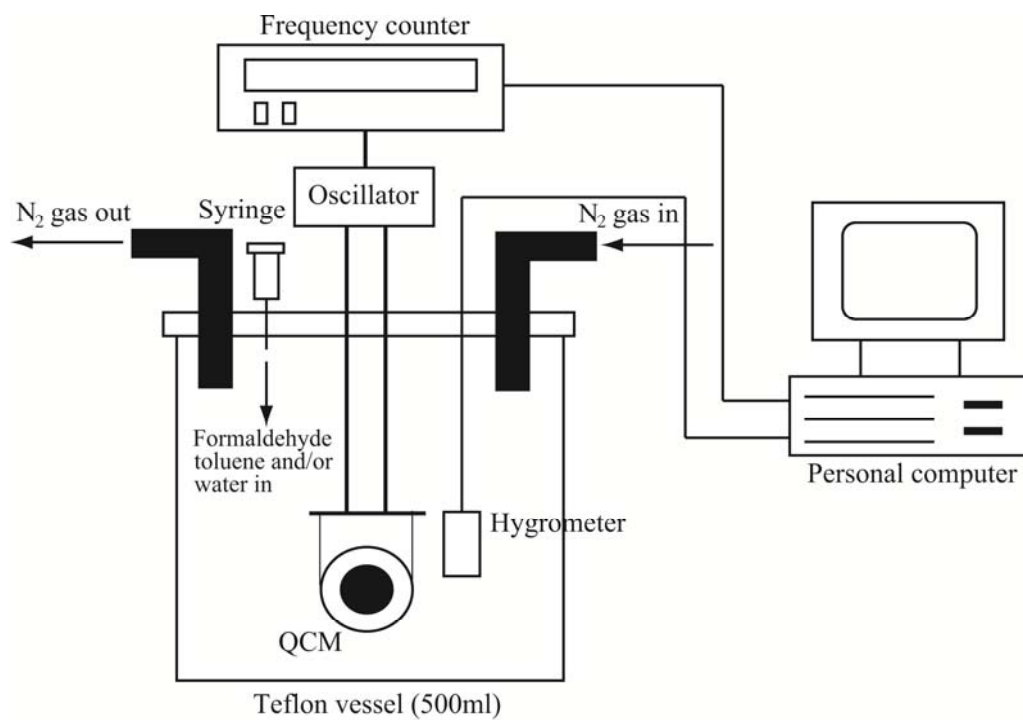 Frequency counter
Oscillator
N₂ gas out
Syringe
N₂ gas in
Formaldehyde
toluene and/or
water in
Hygrometer
Personal computer
QCM
Teflon vessel (500ml)